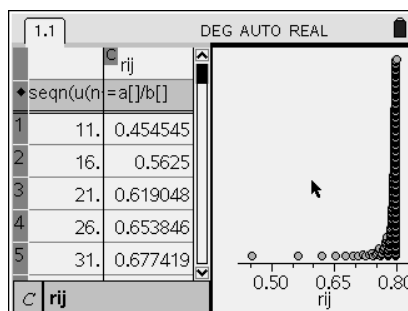 1.1 DEG AUTO REAL
C rij
◆ seqn(u(n- =a[]/b[]
1 11. 0.454545
2 16. 0.5625
3 21. 0.619048
4 26. 0.653846
5 31. 0.677419
C rij
0.50 0.65 0.80
rij